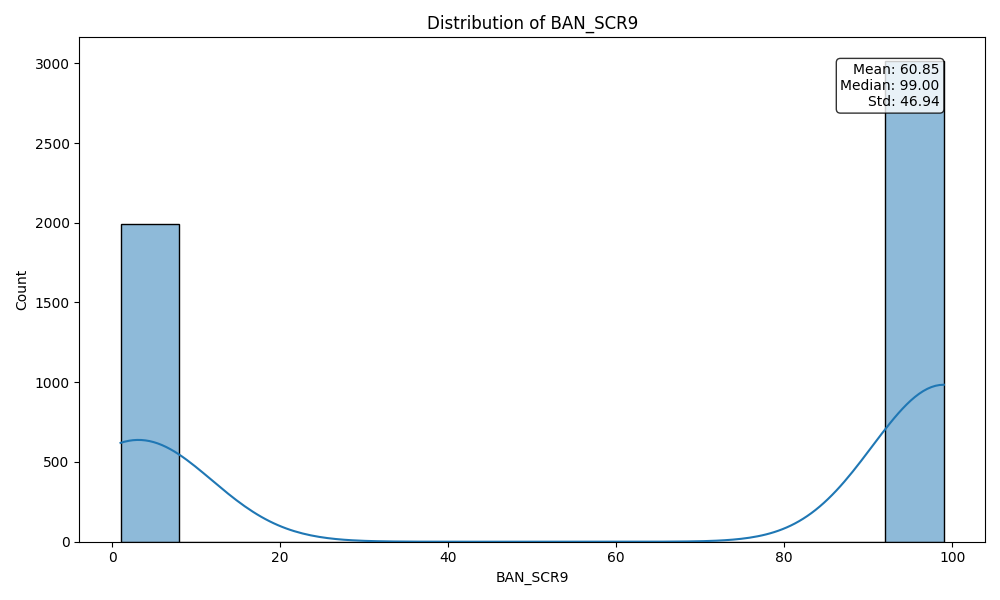 Distribution of BAN_SCR9
3000
2500
2000
1500
1000
500
0
Count
Mean: 60.85
Median: 99.00
Std: 46.94
0 20 40 60 80 100
BAN_SCR9